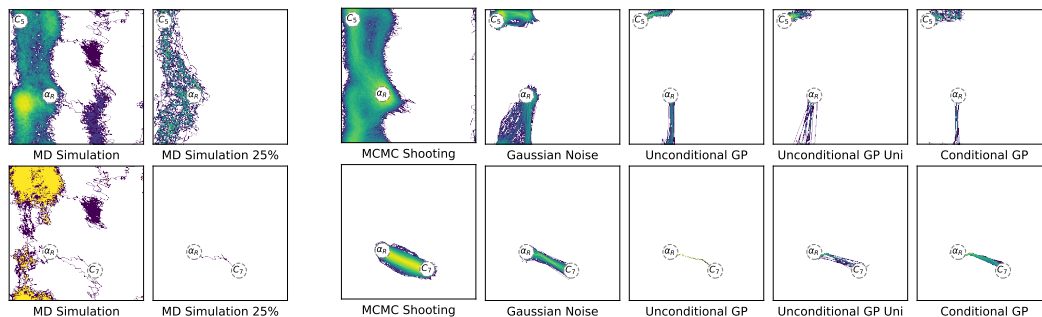 C5
αR
MD Simulation
αR
MD Simulation 25%
C5
αR
MCMC Shooting
C5
αR
Gaussian Noise
C5
αR
Unconditional GP
C5
αR
Unconditional GP Uni
C5
αR
Conditional GP
αR
C7
MD Simulation
αR
C7
MD Simulation 25%
αR
C7
MCMC Shooting
αR
C7
Gaussian Noise
αR
C7
Unconditional GP
αR
C7
Unconditional GP Uni
αR
C7
Conditional GP